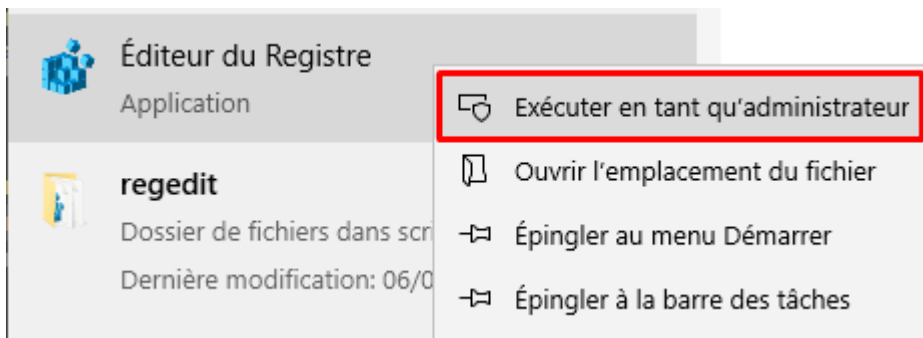 Éditeur du Registre
Application
regedit
Dossier de fichiers dans
Dernière modification:
Exécuter en tant qu'administrateur
Ouvrir l'emplacement du fichier
Épingler au menu Démarrer
Épingler à la barre des tâches